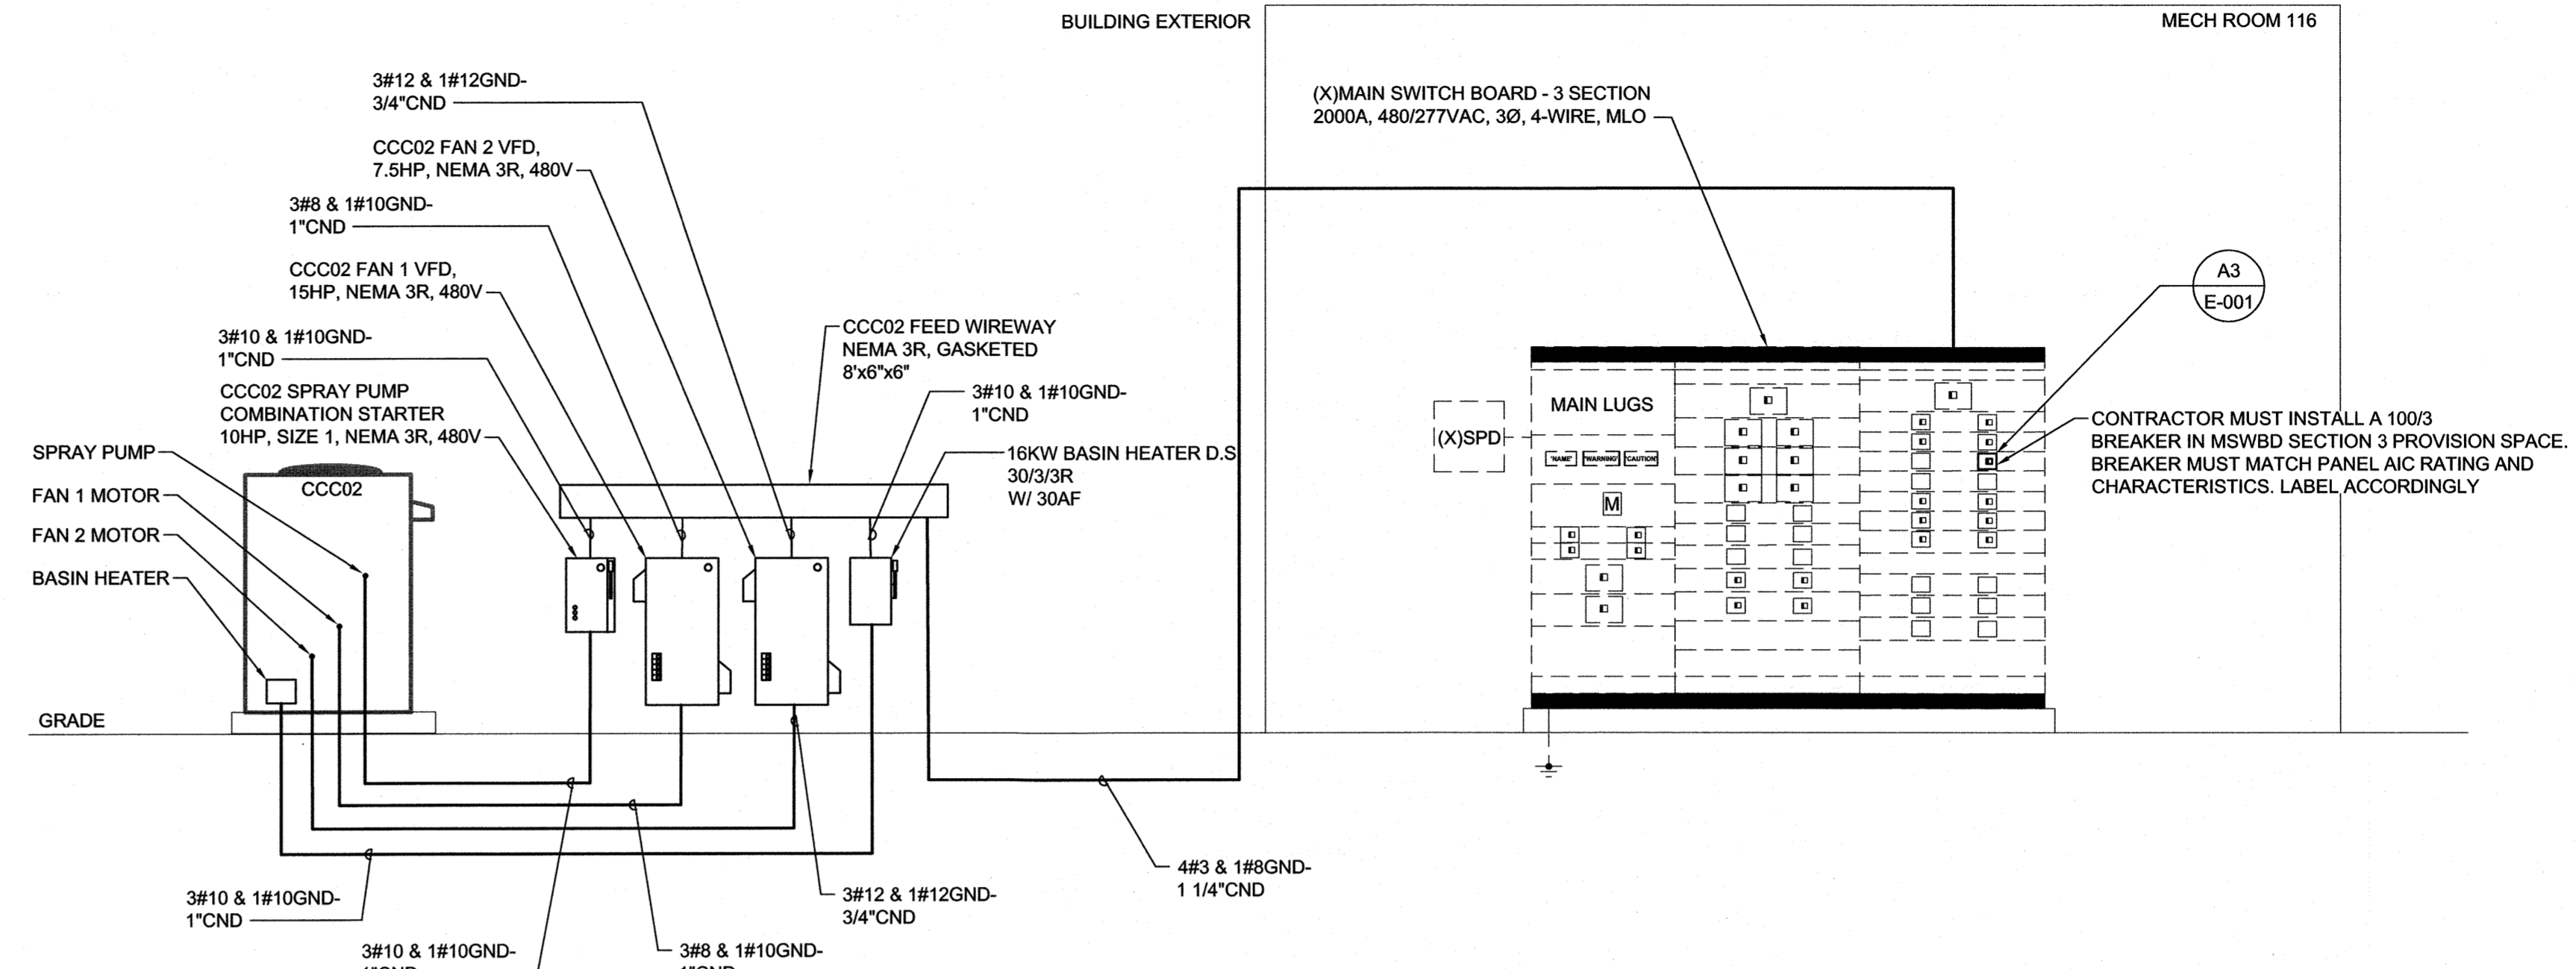 BUILDING EXTERIOR
MECH ROOM 116
3#12 & 1#12GND-
3/4"CND
CCC02 FAN 2 VFD,
7.5HP, NEMA 3R, 480V
3#8 & 1#10GND-
1"CND
CCC02 FAN 1 VFD,
15HP, NEMA 3R, 480V
3#10 & 1#10GND-
1"CND
CCC02 SPRAY PUMP
COMBINATION STARTER
10HP, SIZE 1, NEMA 3R, 480V
SPRAY PUMP
FAN 1 MOTOR
FAN 2 MOTOR
BASIN HEATER
CCC02
GRADE
CCC02 FEED WIREWAY
NEMA 3R, GASKETED
8'x6"x6"
3#10 & 1#10GND-
1"CND
16KW BASIN HEATER D.S
30/3/3R
W/ 30AF
(X)MAIN SWITCH BOARD - 3 SECTION
2000A, 480/277VAC, 3Ø, 4-WIRE, MLO
A3
E-001
(X)SPD
MAIN LUGS
"NAME" "WARNING" "CAUTION"
M
CONTRACTOR MUST INSTALL A 100/3
BREAKER IN MSWBD SECTION 3 PROVISION SPACE.
BREAKER MUST MATCH PANEL AIC RATING AND
CHARACTERISTICS. LABEL ACCORDINGLY
3#10 & 1#10GND-
1"CND
3#10 & 1#10GND-
3#8 & 1#10GND-
3#12 & 1#12GND-
3/4"CND
4#3 & 1#8GND-
1 1/4"CND